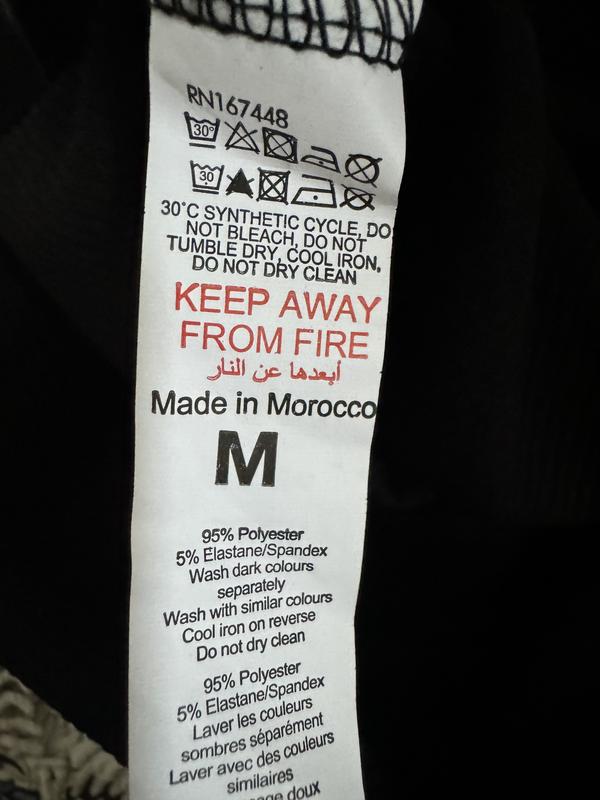 RN167448
30°
30
30°C SYNTHETIC CYCLE, DO
NOT BLEACH, DO NOT
TUMBLE DRY, COOL IRON,
DO NOT DRY CLEAN
KEEP AWAY
FROM FIRE
أبعدها عن النار
Made in Morocco
M
95% Polyester
5% Elastane/Spandex
Wash dark colours
separately
Wash with similar colours
Cool iron on reverse
Do not dry clean
95% Polyester
5% Elastane/Spandex
Laver les couleurs
sombres séparément
Laver avec des couleurs
similaires
doux